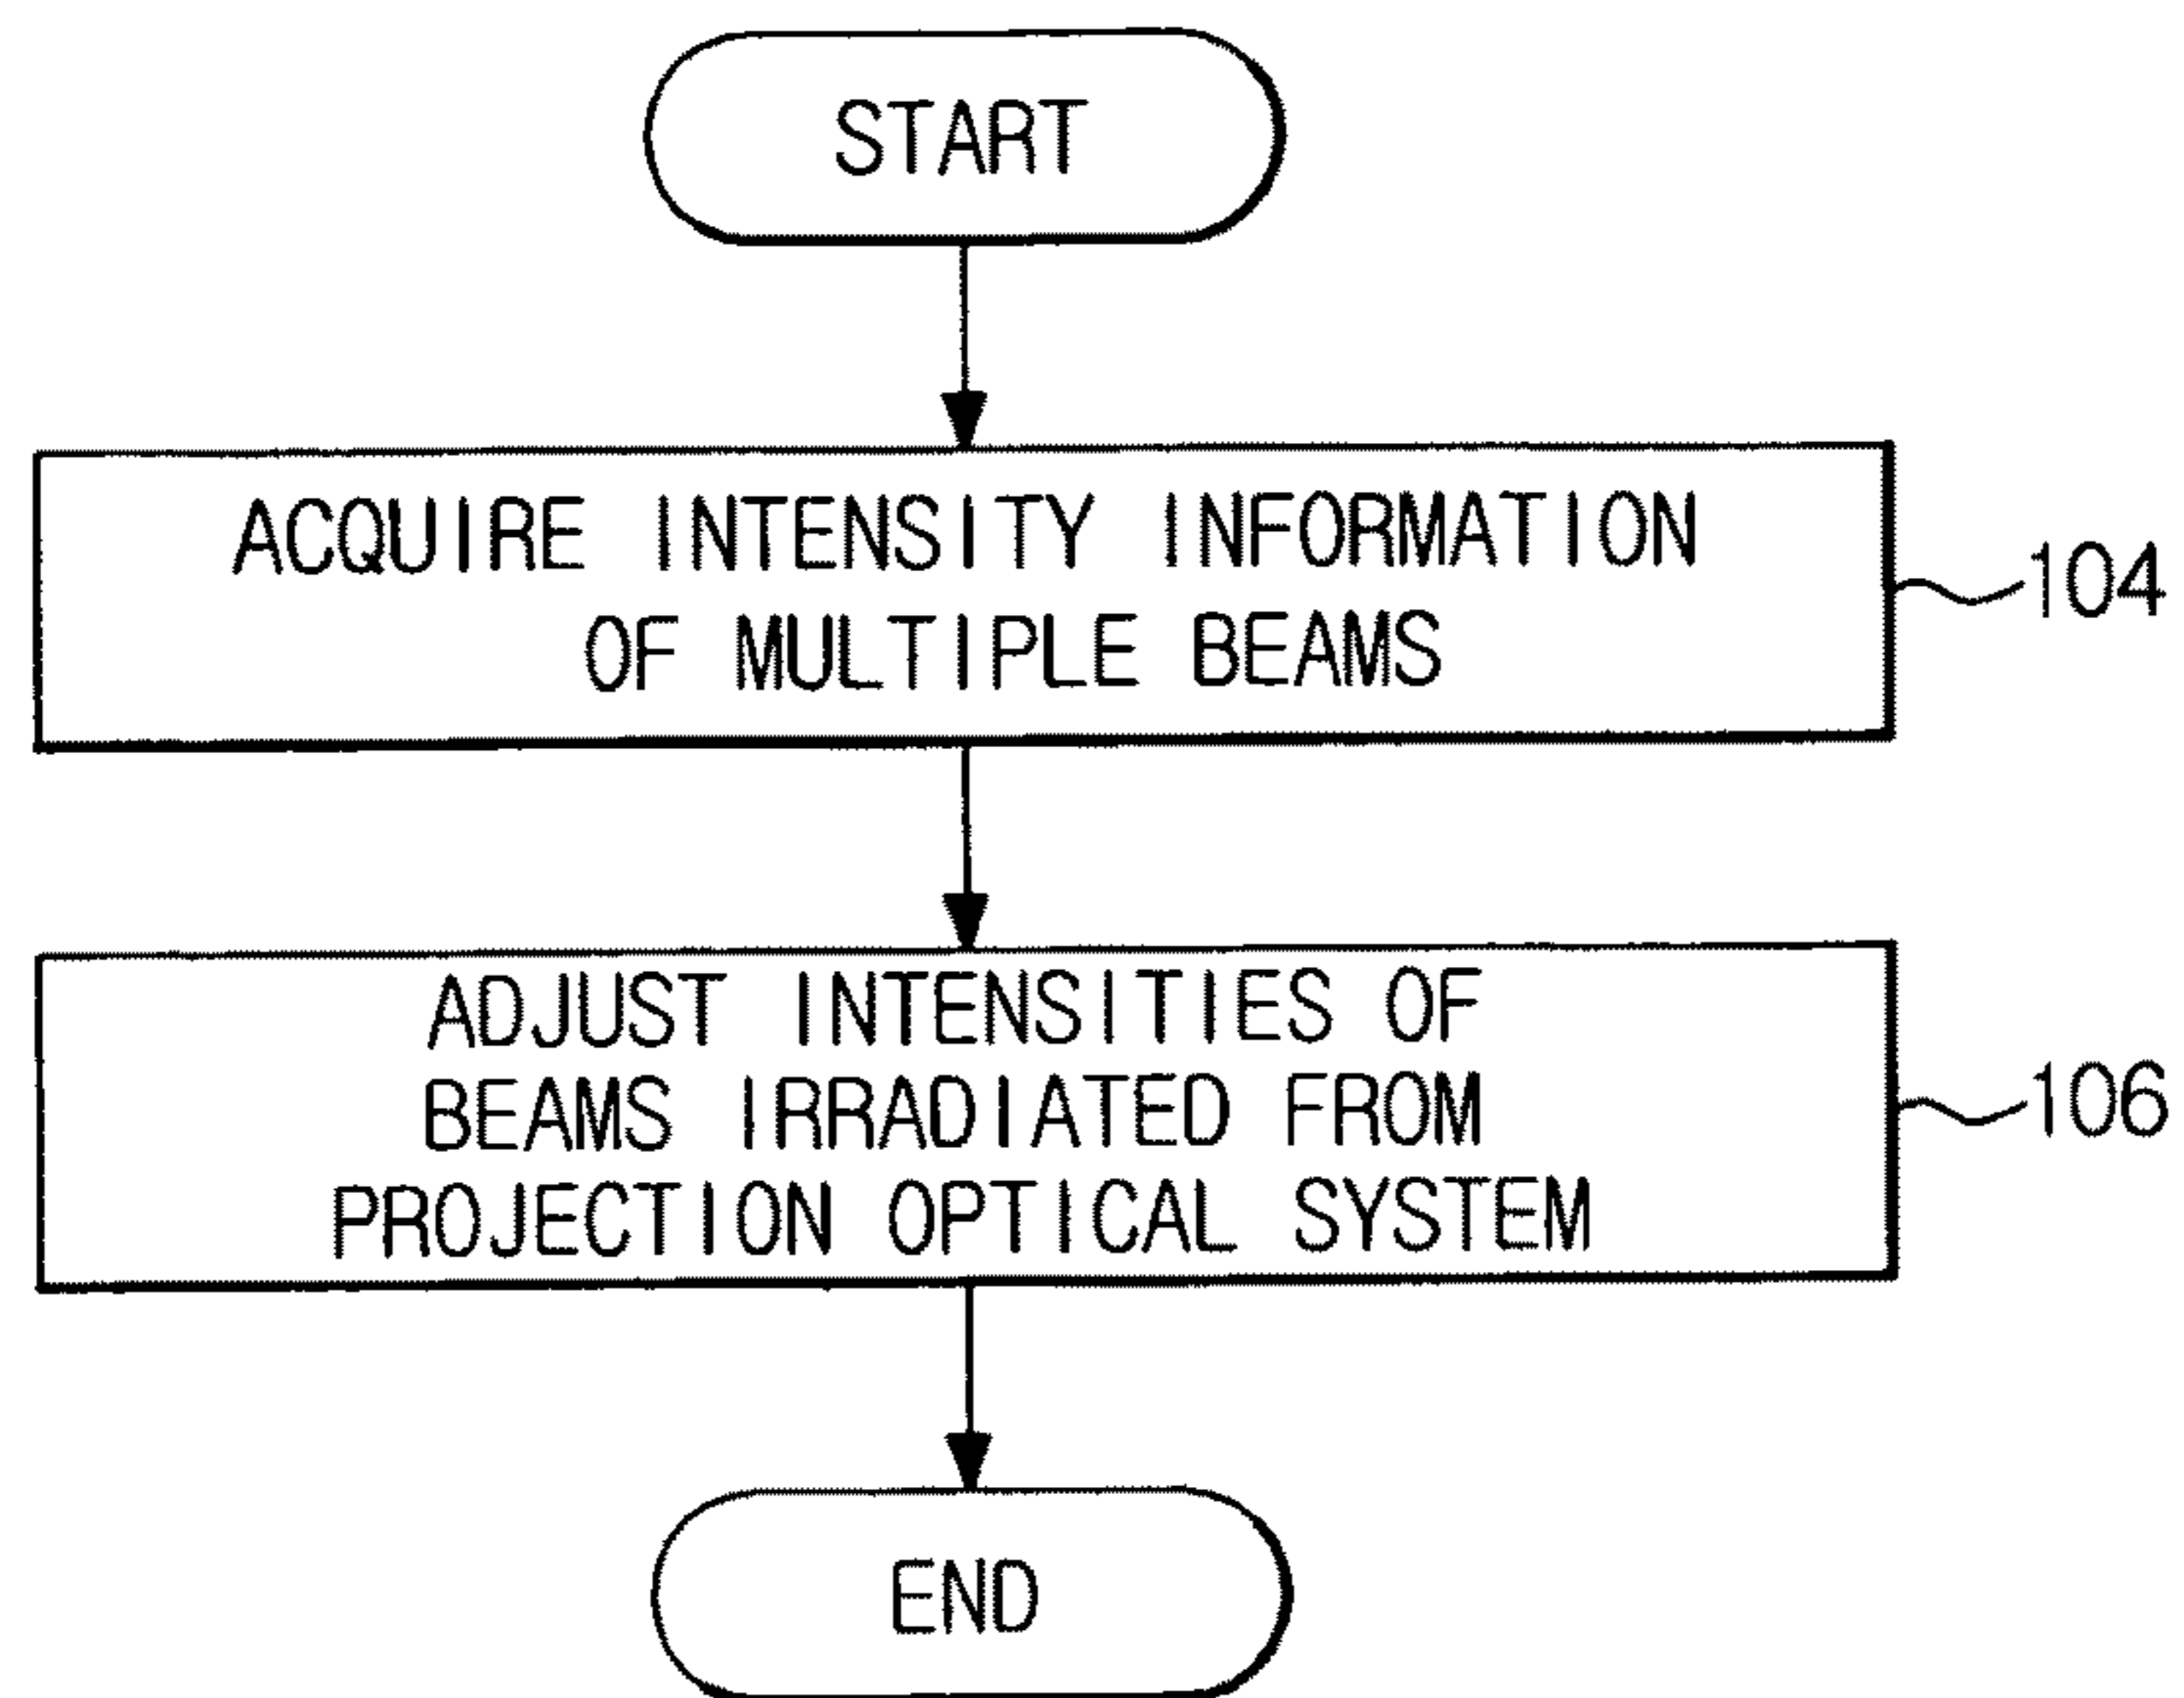 START
ACQUIRE INTENSITY INFORMATION
OF MULTIPLE BEAMS
104
ADJUST INTENSITIES OF
BEAMS IRRADIATED FROM
PROJECTION OPTICAL SYSTEM
106
END